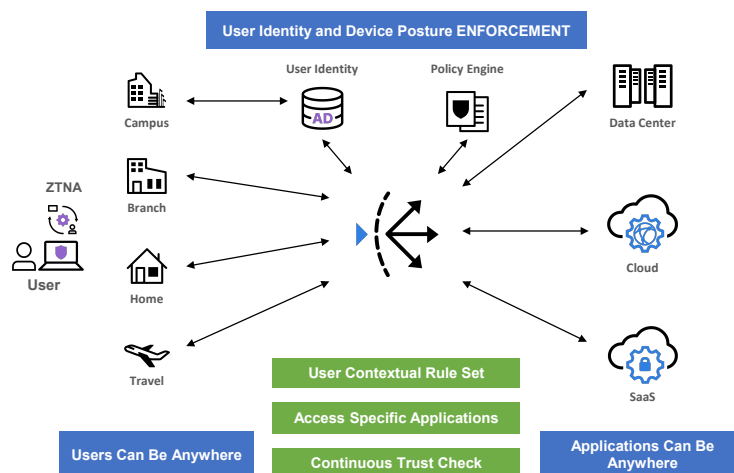 User Identity and Device Posture ENFORCEMENT
User Identity
Policy Engine
AD
Campus
Data Center
ZTNA
Branch
User
Home
Cloud
Travel
SaaS
User Contextual Rule Set
Access Specific Applications
Continuous Trust Check
Users Can Be Anywhere
Applications Can Be
Anywhere